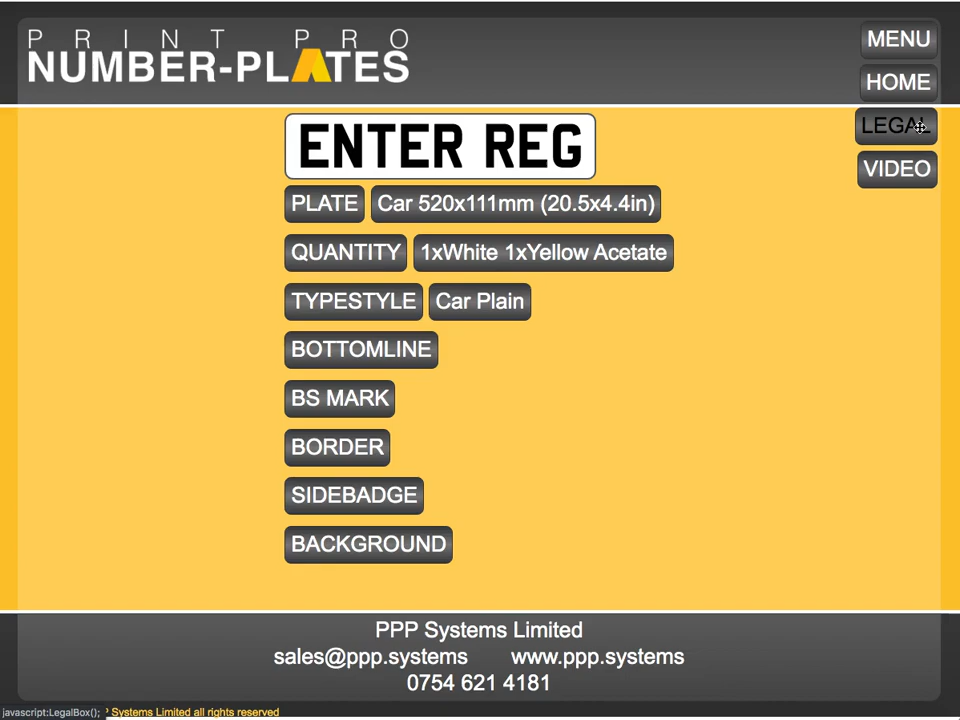 PRINT PRO
NUMBER-PLATES
MENU
HOME
LEGAL
VIDEO
ENTER REG
PLATE Car 520x111mm (20.5x4.4in)
QUANTITY 1xWhite 1xYellow Acetate
TYPESTYLE Car Plain
BOTTOMLINE
BS MARK
BORDER
SIDEBADGE
BACKGROUND
PPP Systems Limited
sales@ppp.systems www.ppp.systems
0754 621 4181
javascript:LegalBox(); Systems Limited all rights reserved